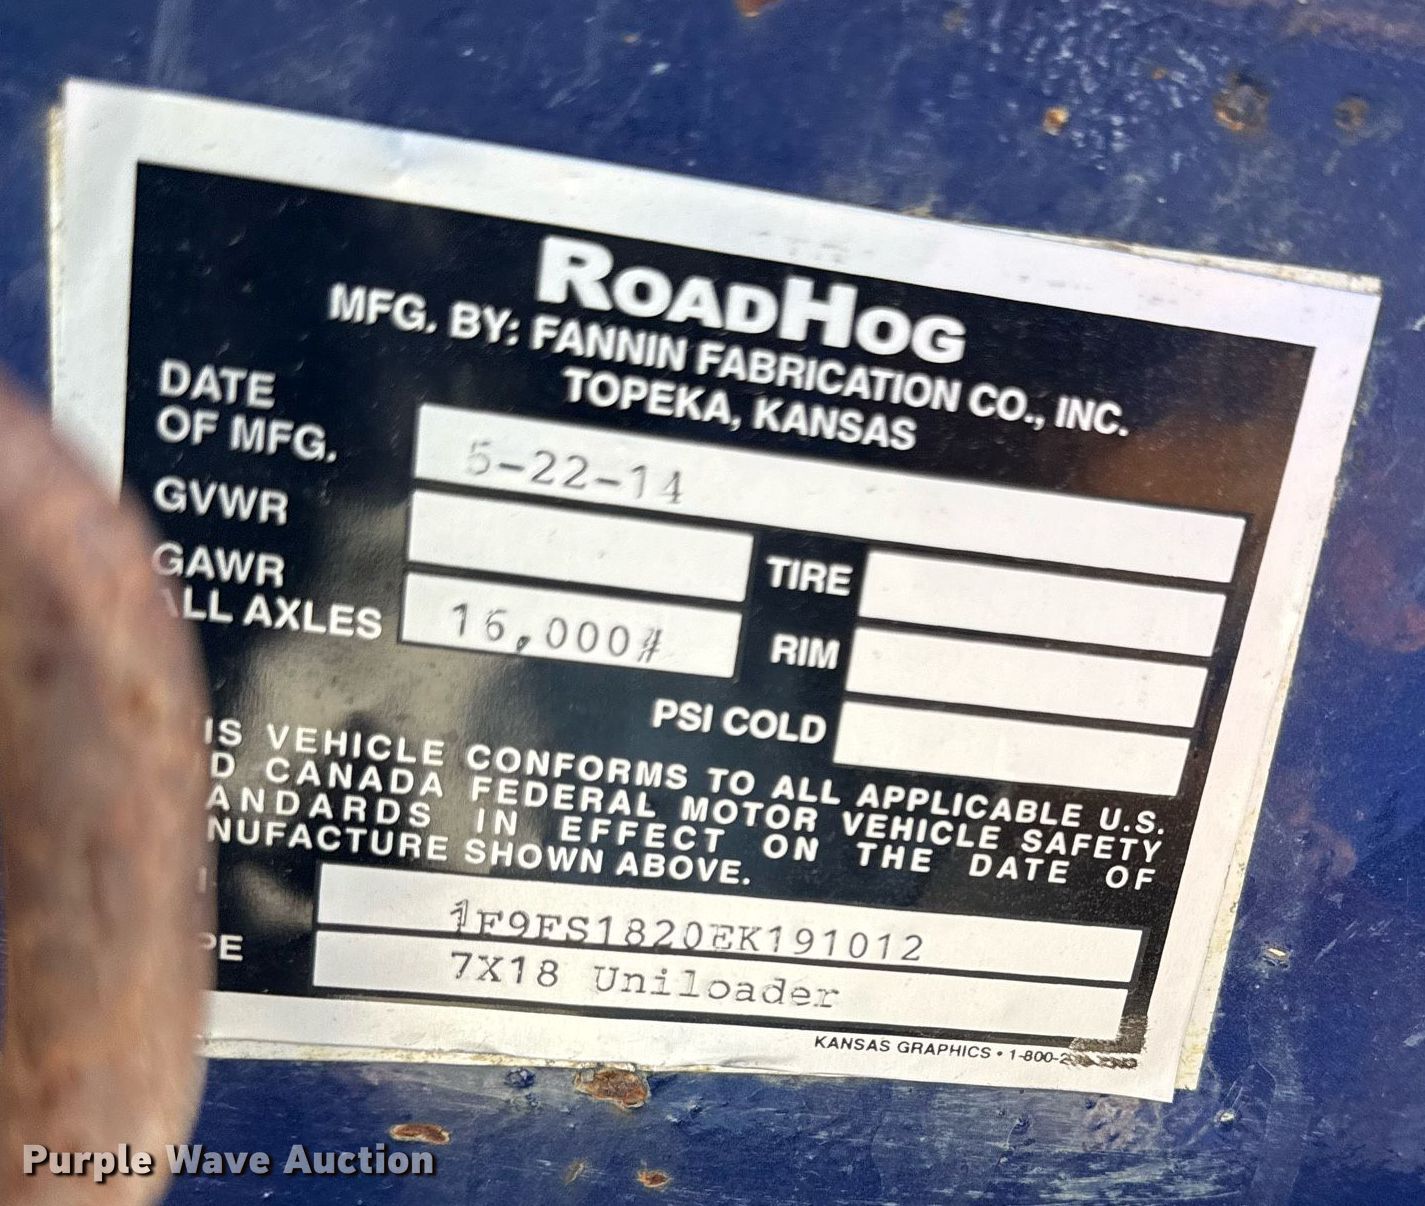 ROADHOG
MFG. BY: FANNIN FABRICATION CO., INC.
TOPEKA, KANSAS
DATE
OF MFG.
5-22-14
GVWR
TIRE
GAWR
ALL AXLES
16,000#
RIM
PSI COLD
IS VEHICLE CONFORMS TO ALL APPLICABLE U.S.
D CANADA FEDERAL MOTOR VEHICLE SAFETY
ANDARDS IN EFFECT ON THE DATE OF
NUFACTURE SHOWN ABOVE.
1F9FS1820EK191012
PE
7X18 Uniloader
KANSAS GRAPHICS • 1-800-2
Purple Wave Auction